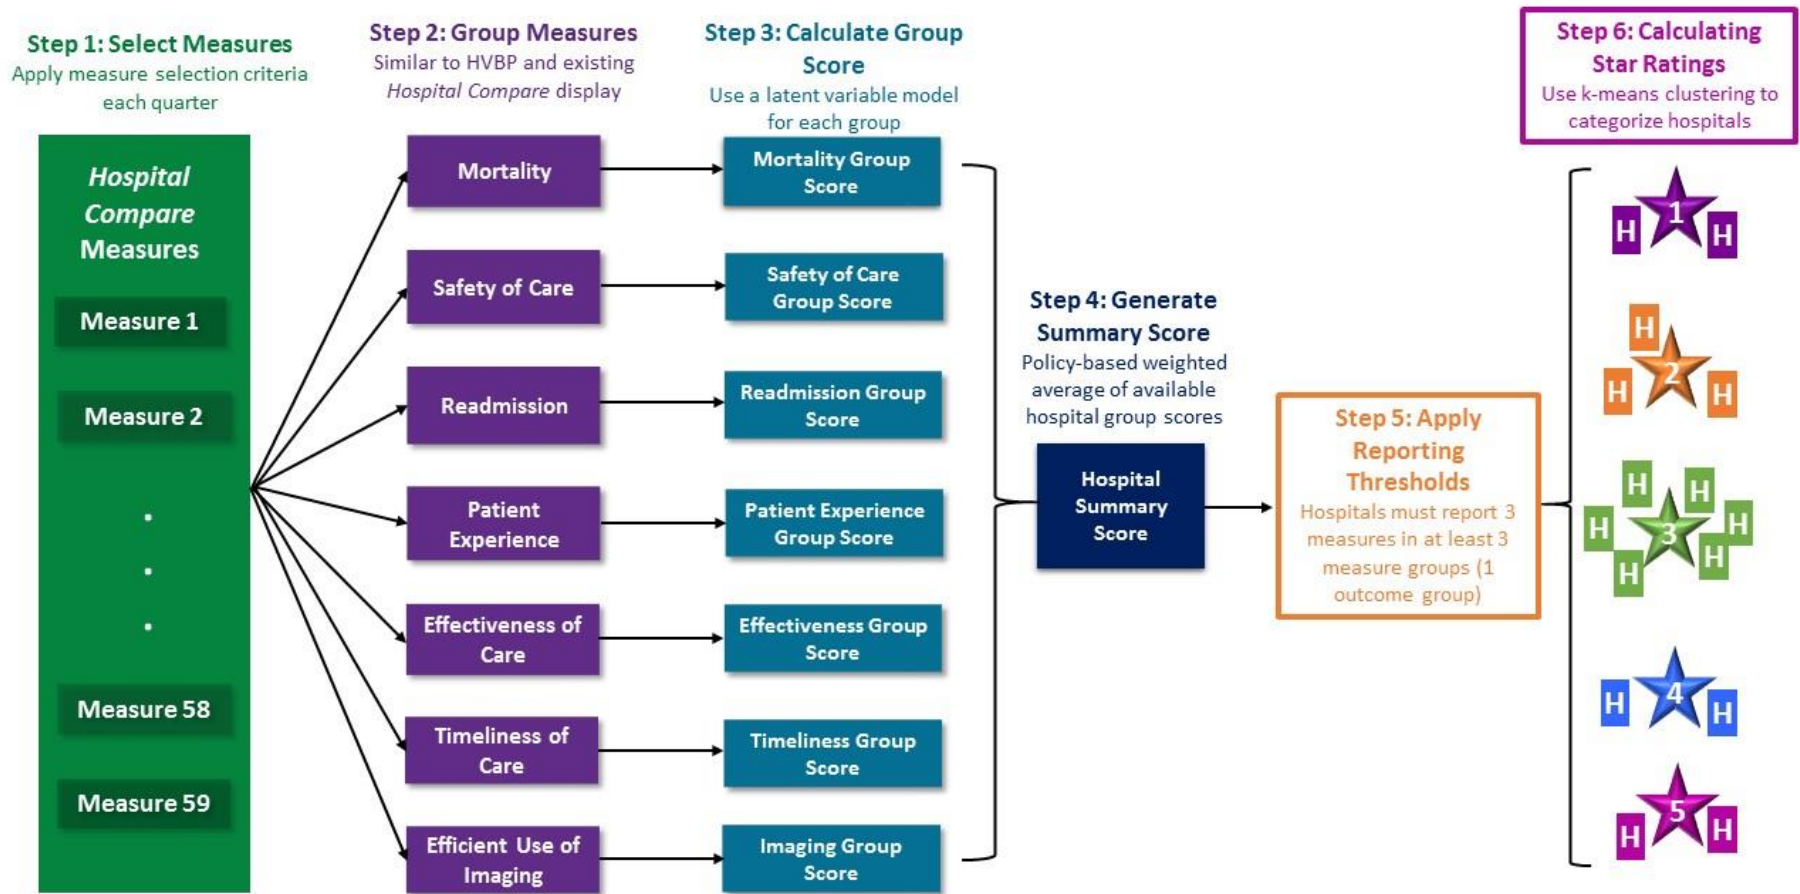 Step 1: Select Measures
Apply measure selection criteria
each quarter
Hospital
Compare
Measures
Measure 1
Measure 2
.
.
.
Measure 58
Measure 59
Step 2: Group Measures
Similar to HVBP and existing
Hospital Compare display
Mortality
Safety of Care
Readmission
Patient
Experience
Effectiveness of
Care
Timeliness of
Care
Efficient Use of
Imaging
Step 3: Calculate Group
Score
Use a latent variable model
for each group
Mortality Group
Score
Safety of Care
Group Score
Readmission Group
Score
Patient Experience
Group Score
Effectiveness Group
Score
Timeliness Group
Score
Imaging Group
Score
Step 4: Generate
Summary Score
Policy-based weighted
average of available
hospital group scores
Hospital
Summary
Score
Step 5: Apply
Reporting
Thresholds
Hospitals must report 3
measures in at least 3
measure groups (1
outcome group)
Step 6: Calculating
Star Ratings
Use k-means clustering to
categorize hospitals
H 1 H
H
H 2 H
H H
H 3 H
H H
H 4 H
H 5 H